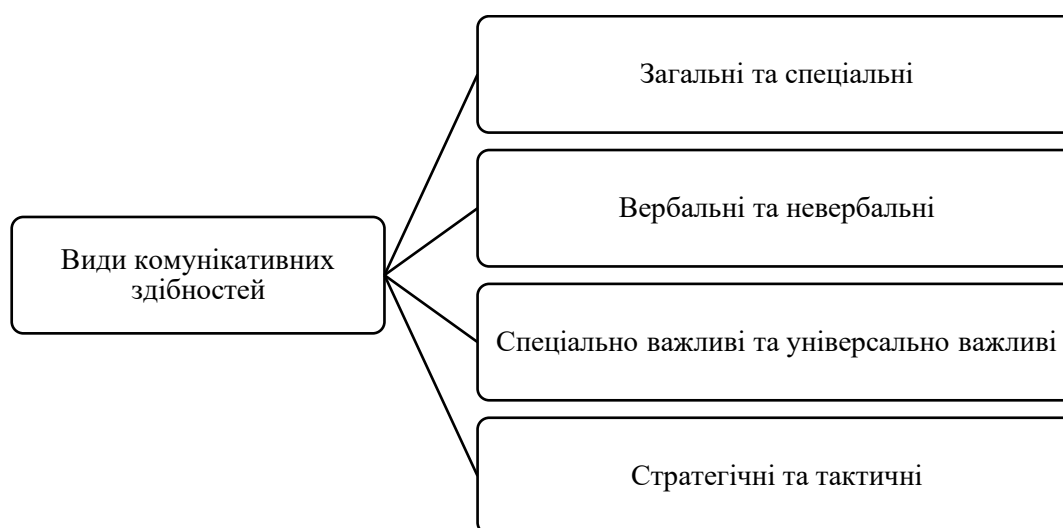 Види комунікативних
здібностей
Загальні та спеціальні
Вербальні та невербальні
Спеціально важливі та універсально важливі
Стратегічні та тактичні